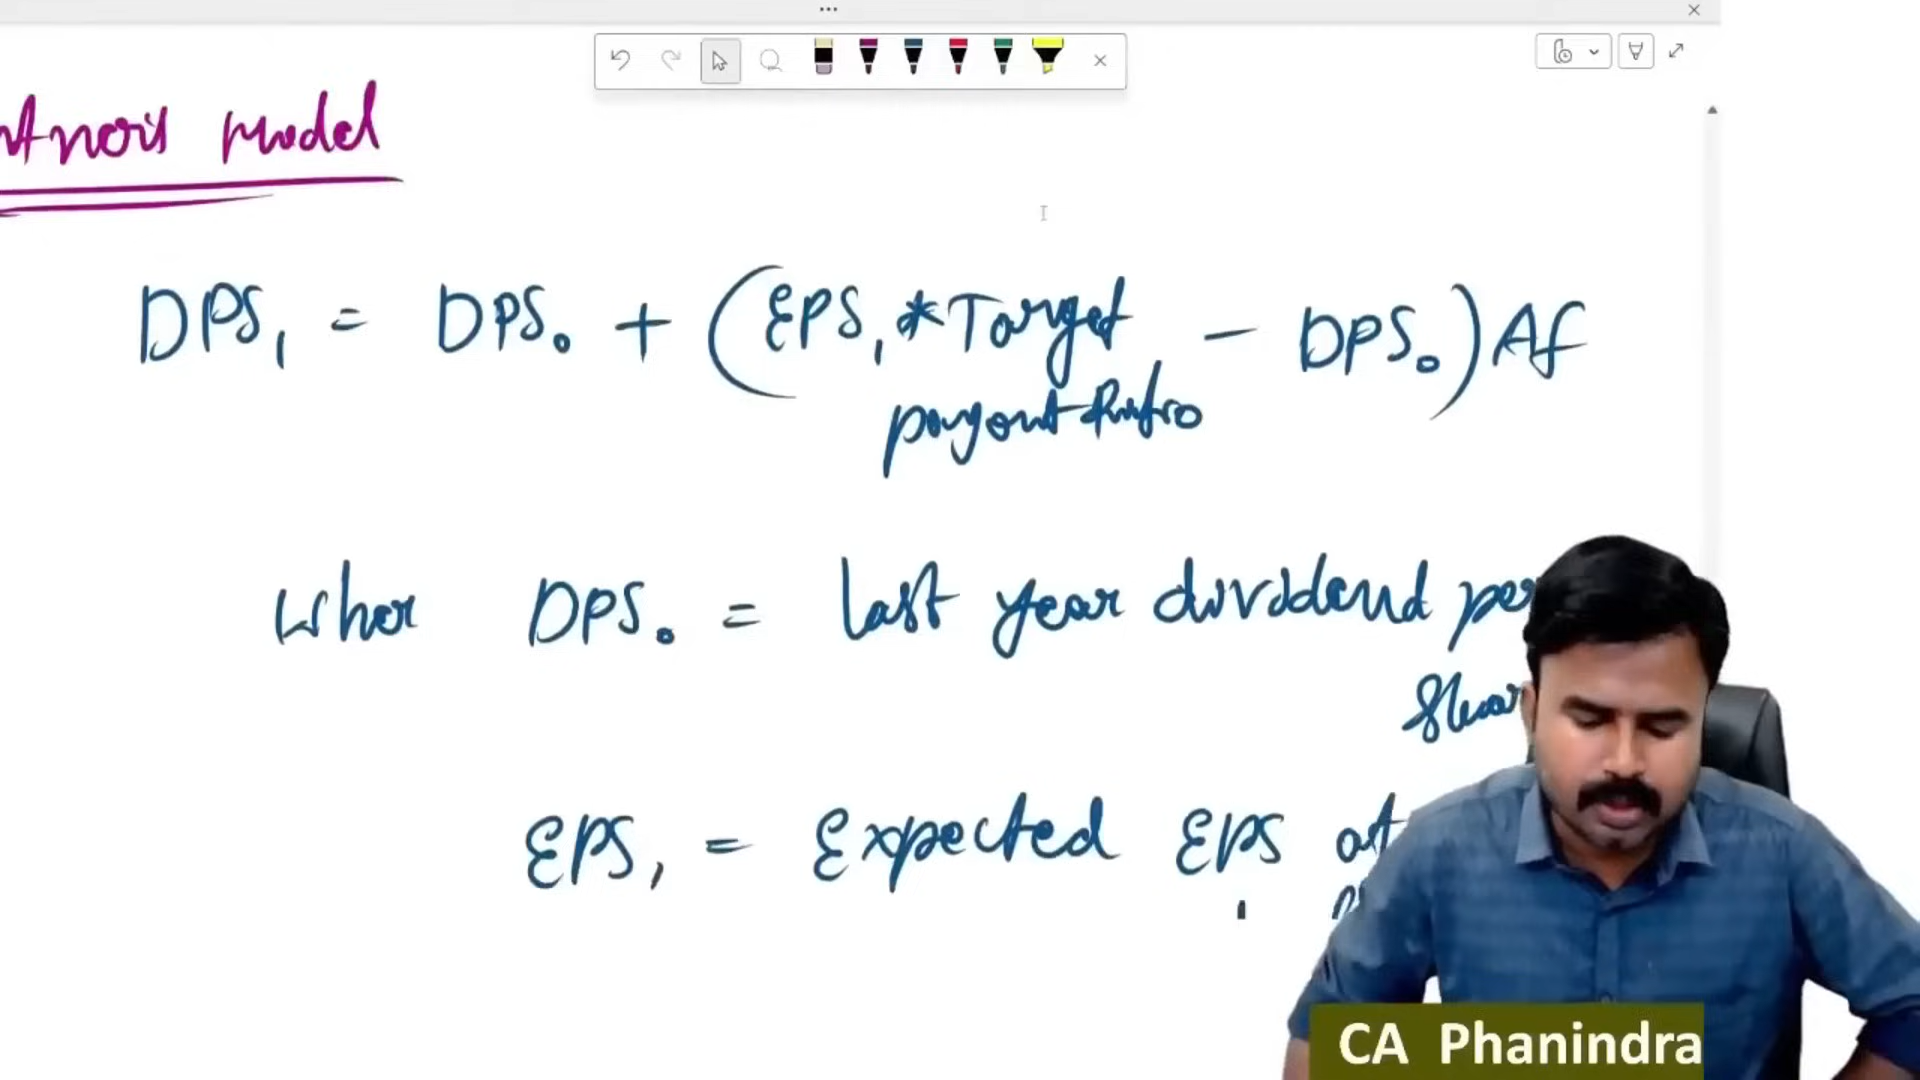 model
DPS₁ = DPS₀ + (EPS₁ * Target payout Ratio - DPS₀) Af
Where DPS₀ = last year dividend per
EPS₁ = Expected EPS at
CA Phanindra